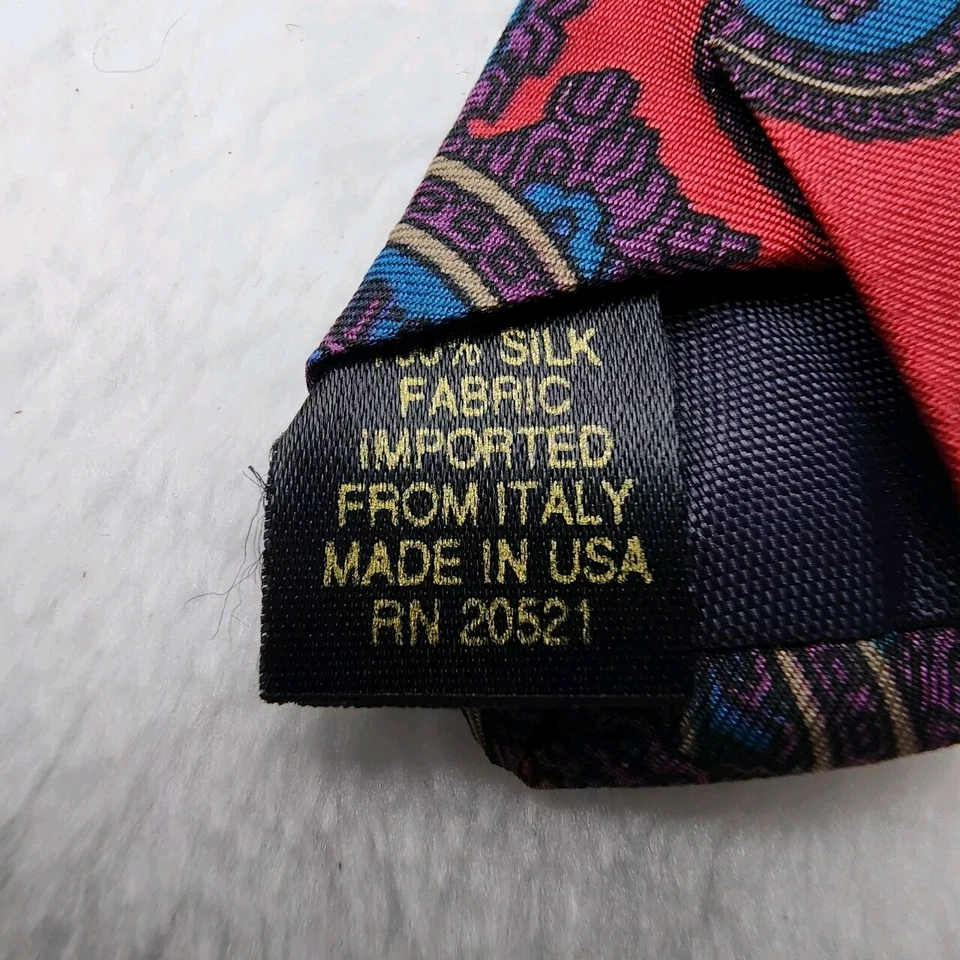 SILK
FABRIC
IMPORTED
FROM ITALY
MADE IN USA
RN 20521